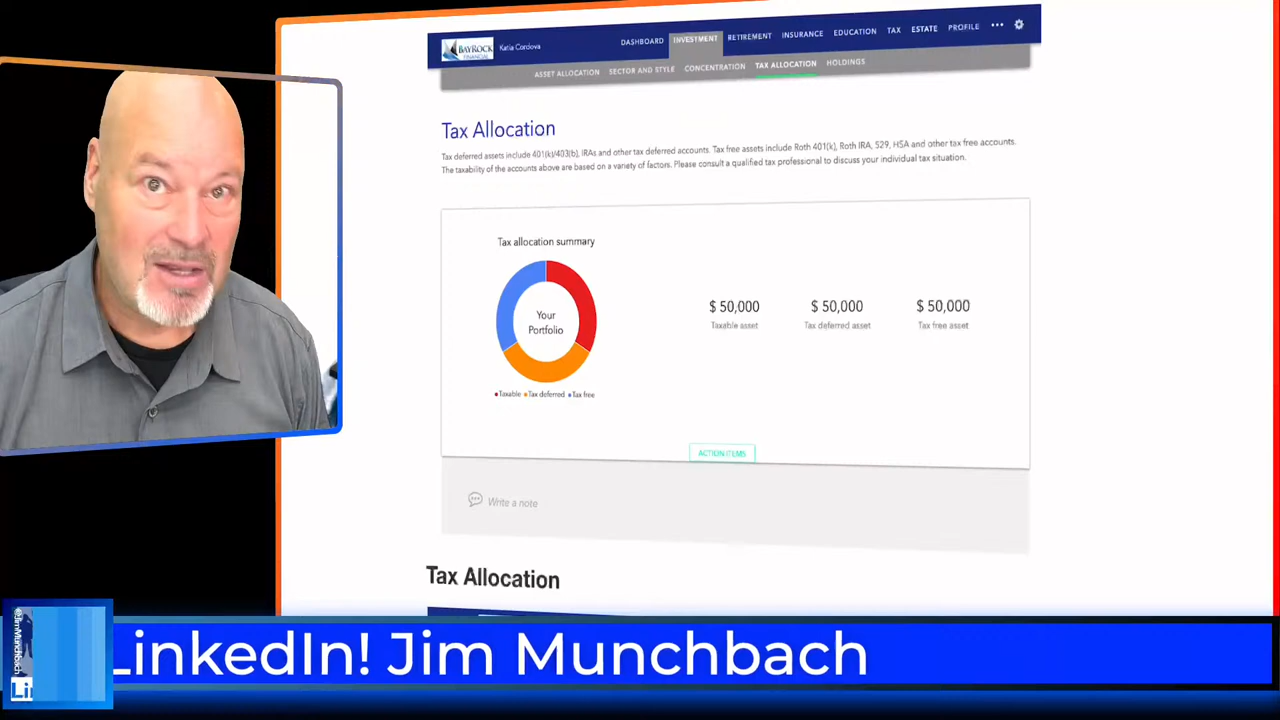 BAYROCK
FINANCIAL
Katia Cordova
DASHBOARD INVESTMENT RETIREMENT INSURANCE EDUCATION TAX ESTATE PROFILE
ASSET ALLOCATION SECTOR AND STYLE CONCENTRATION TAX ALLOCATION HOLDINGS
Tax Allocation
Tax deferred assets include 401(k)/403(b), IRAs and other tax deferred accounts. Tax free assets include Roth 401(k), Roth IRA, 529, HSA and other tax free accounts.
The taxability of the accounts above are based on a variety of factors. Please consult a qualified tax professional to discuss your individual tax situation.
Tax allocation summary
Your
Portfolio
Taxable Tax deferred Tax free
$ 50,000 $ 50,000 $ 50,000
Taxable asset Tax deferred asset Tax free asset
ACTION ITEMS
Write a note
Tax Allocation
@JimMunchbach
Li
LinkedIn! Jim Munchbach